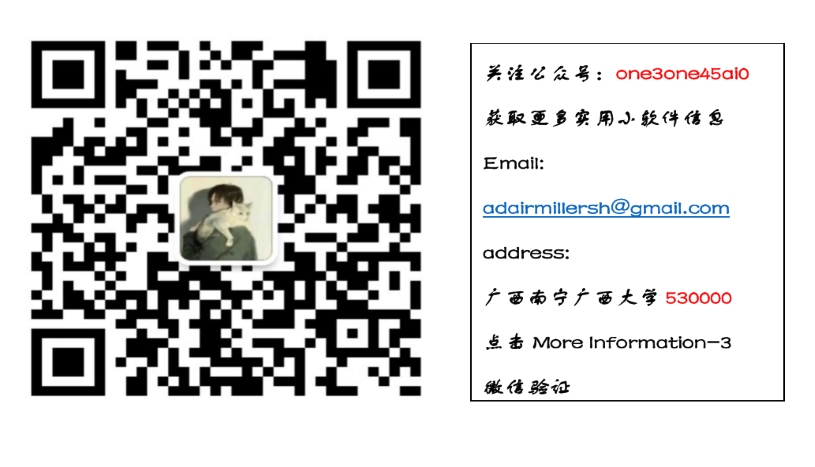 关注公众号：one3one45ai0
获取更多实用小软件信息
Email:
adairmillersh@gmail.com
address:
广西南宁广西大学 530000
点击 More Information-3
微信验证